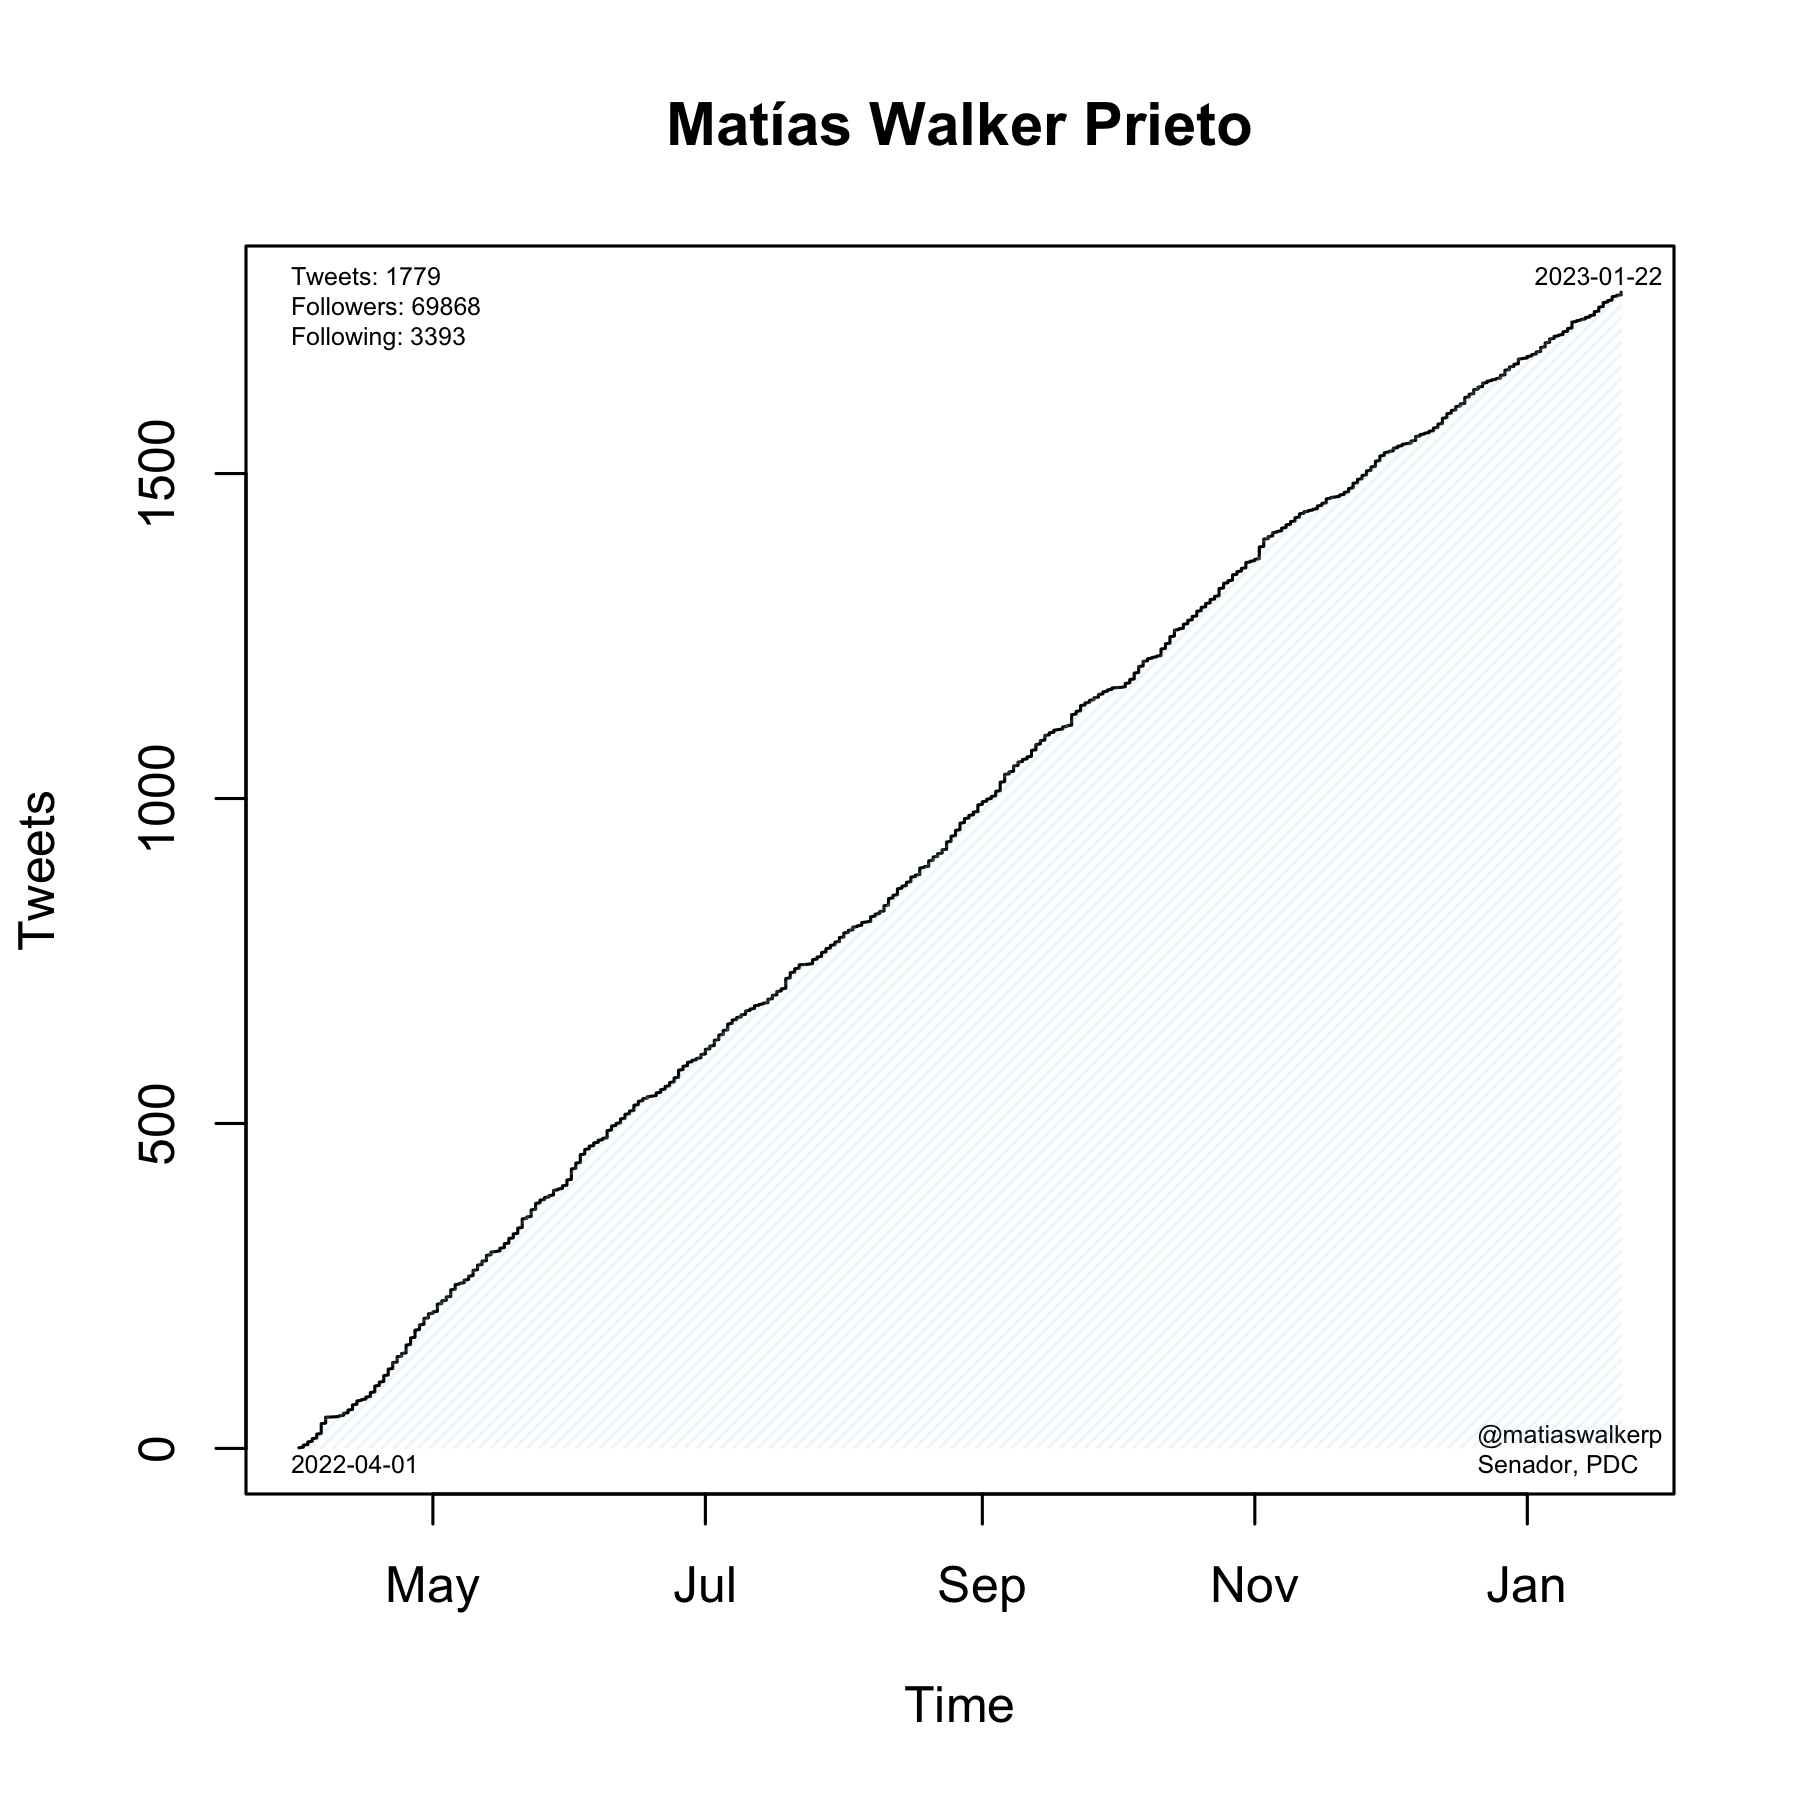 Matías Walker Prieto
Tweets: 1779
Followers: 69868
Following: 3393
2023-01-22
1500
1000
500
0
Tweets
@matiaswalkerp
Senador, PDC
2022-04-01
May Jul Sep Nov Jan
Time